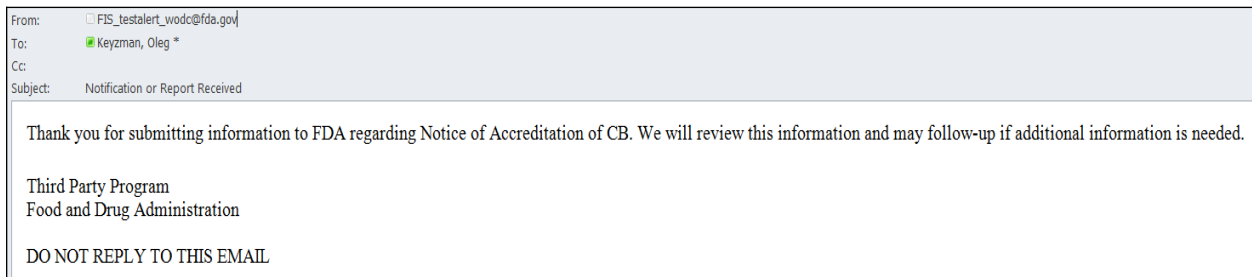 From: FIS_testalert_wodc@fda.gov
To: Keyzman, Oleg *
Cc:
Subject: Notification or Report Received
Thank you for submitting information to FDA regarding Notice of Accreditation of CB. We will review this information and may follow-up if additional information is needed.
Third Party Program
Food and Drug Administration
DO NOT REPLY TO THIS EMAIL